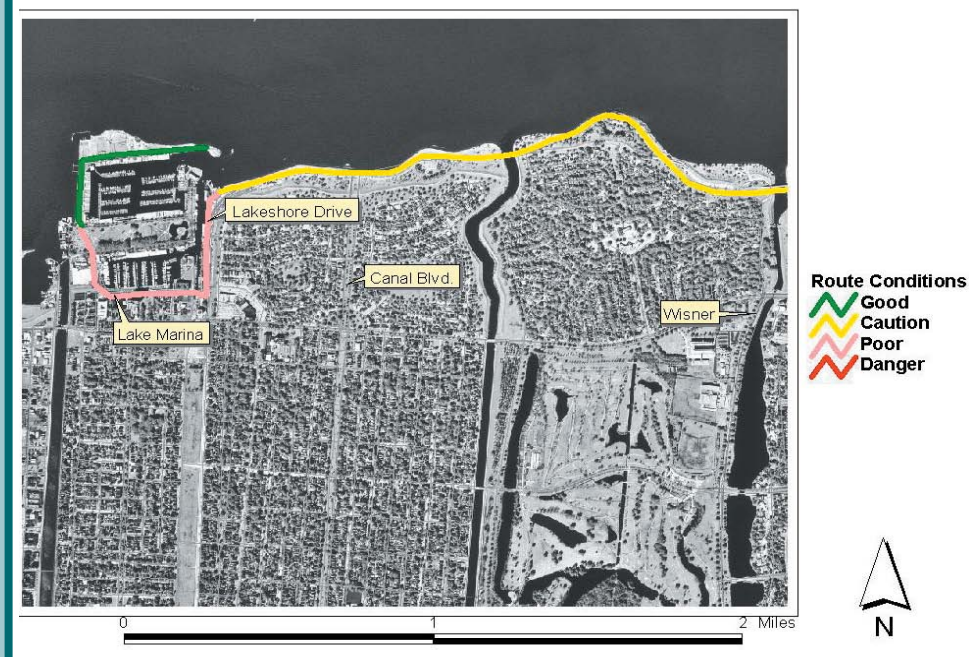 Lakeshore Drive
Canal Blvd.
Wisner
Lake Marina
Route Conditions
Good
Caution
Poor
Danger
0 1 2 Miles
N